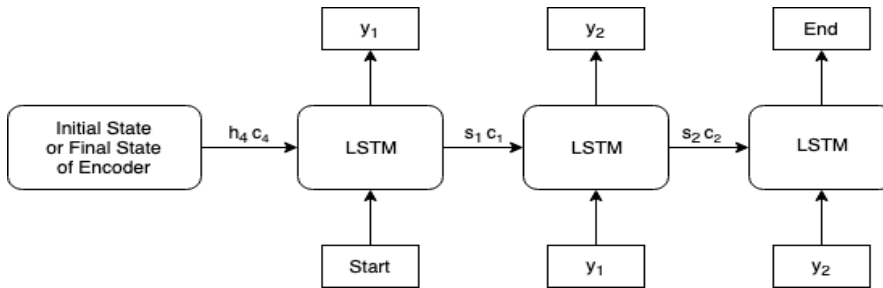 y₁
y₂
End
Initial State
or Final State
of Encoder
h₄ c₄
LSTM
s₁ c₁
LSTM
s₂ c₂
LSTM
Start
y₁
y₂